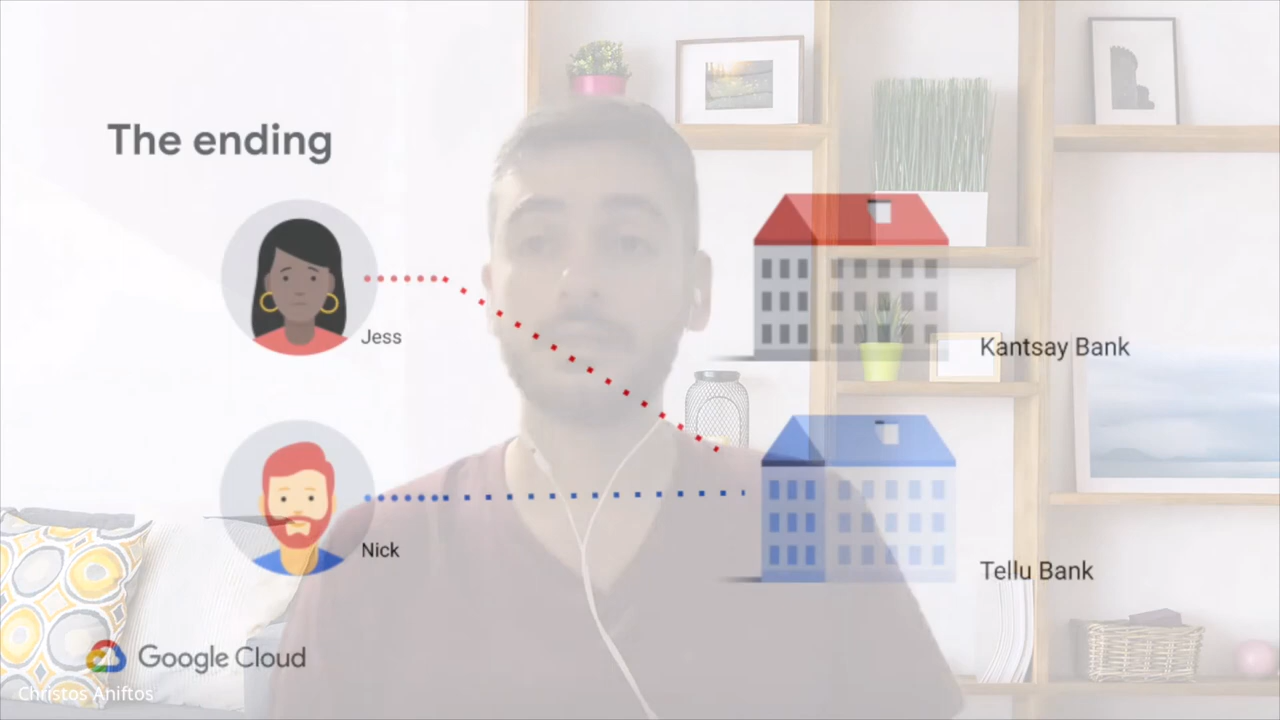 The ending
Jess
Kantsay Bank
Nick
Tellu Bank
Google Cloud
Christos Aniftos